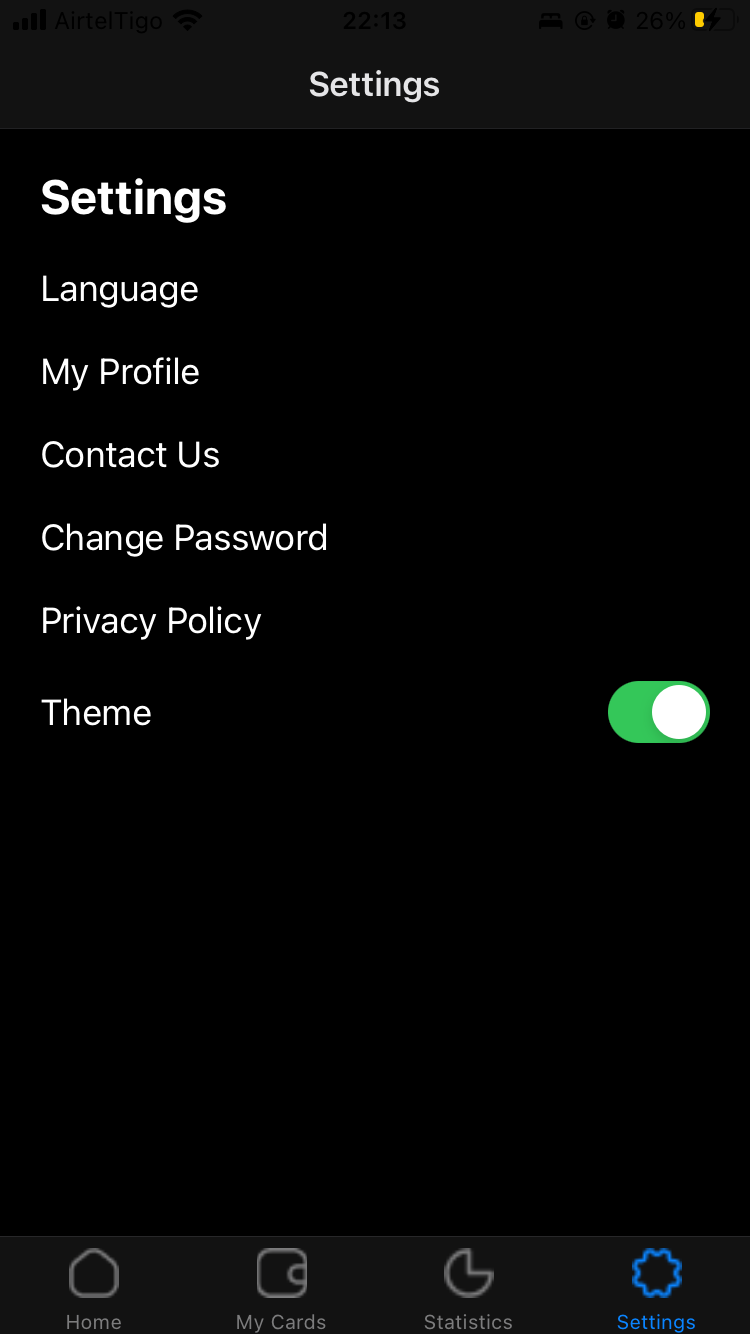 AirtelTigo 22:13 26%
Settings
Settings
Language
My Profile
Contact Us
Change Password
Privacy Policy
Theme
Home My Cards Statistics Settings